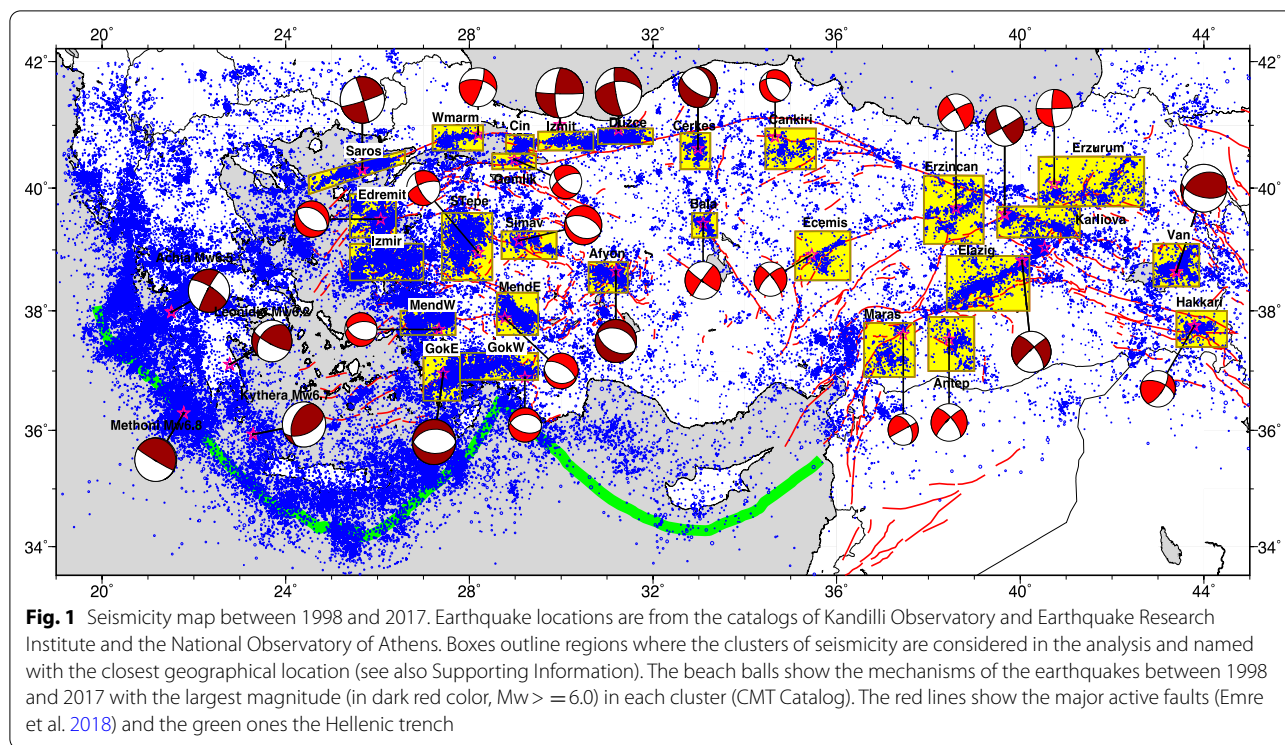 20° 24° 28° 32° 36° 40° 44°
42° 42°
Wmarm Cin Izmit Düzce Cerkes Cankiri
Saros Erzincan Erzurum
40° 40°
Edremit STepe Simav Bala Ecemis Karliova
Izmir Afyon Elazig Van
38° 38°
MendW MendE Maras Hakkari
GokE GokW Antep
Kythera
36° 36°
Methoni Mw6.8
34° 34°
20° 24° 28° 32° 36° 40° 44°
Fig. 1 Seismicity map between 1998 and 2017. Earthquake locations are from the catalogs of Kandilli Observatory and Earthquake Research
Institute and the National Observatory of Athens. Boxes outline regions where the clusters of seismicity are considered in the analysis and named
with the closest geographical location (see also Supporting Information). The beach balls show the mechanisms of the earthquakes between 1998
and 2017 with the largest magnitude (in dark red color, Mw > = 6.0) in each cluster (CMT Catalog). The red lines show the major active faults (Emre
et al. 2018) and the green ones the Hellenic trench